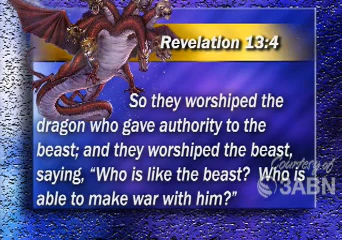 Revelation 13:4
So they worshiped the
dragon who gave authority to the
beast; and they worshiped the beast,
saying, “Who is like the beast?  Who is
able to make war with him?”
Courtesy of
3ABN